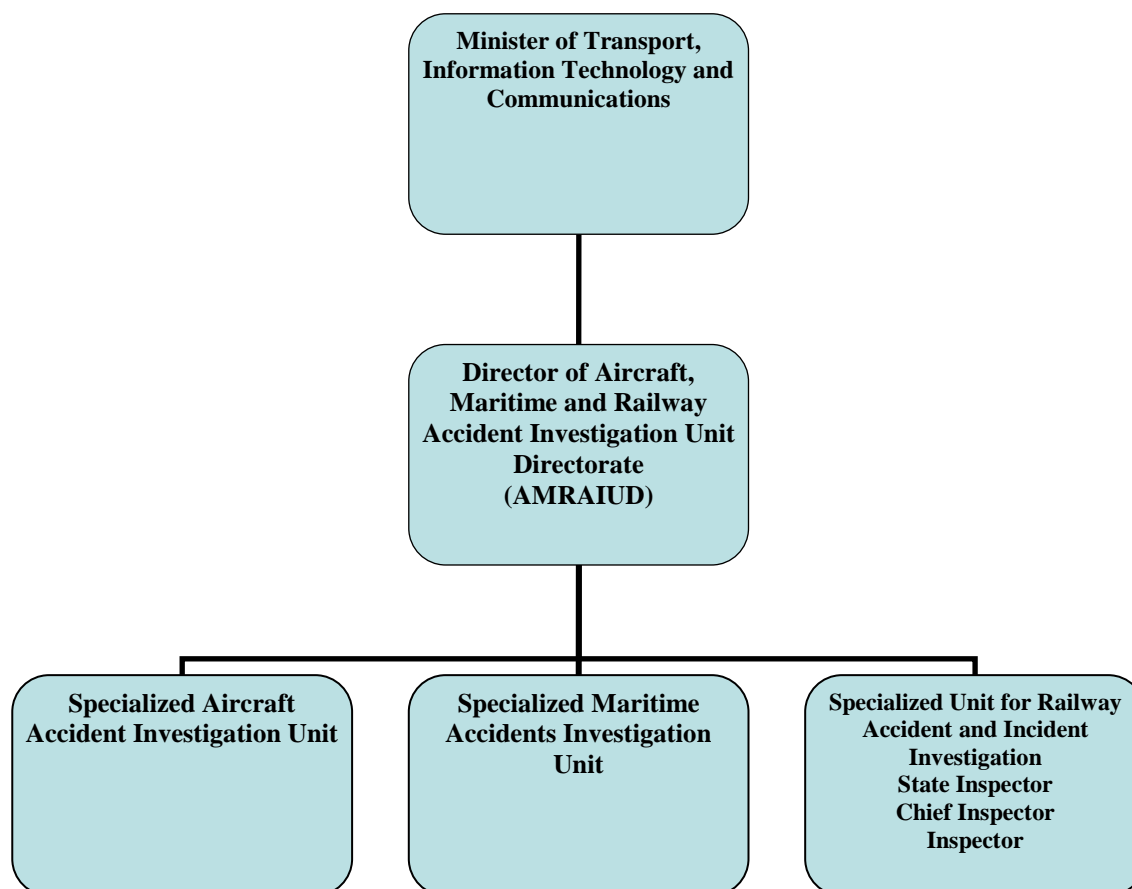 Minister of Transport,
Information Technology and
Communications
Director of Aircraft,
Maritime and Railway
Accident Investigation Unit
Directorate
(AMRAIUD)
Specialized Aircraft
Accident Investigation Unit
Specialized Maritime
Accidents Investigation
Unit
Specialized Unit for Railway
Accident and Incident
Investigation
State Inspector
Chief Inspector
Inspector